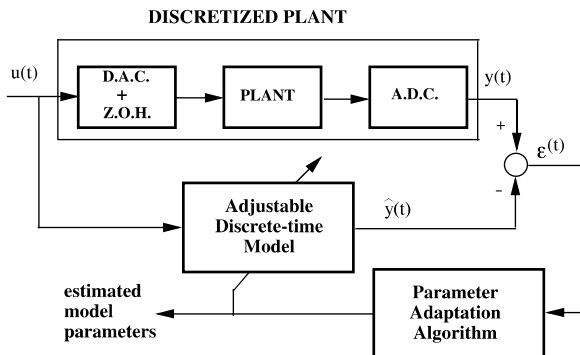 DISCRETIZED PLANT
u(t)
D.A.C.
+
Z.O.H.
PLANT
A.D.C.
y(t)
+
ε(t)
-
Adjustable
Discrete-time
Model
ŷ(t)
estimated
model
parameters
Parameter
Adaptation
Algorithm